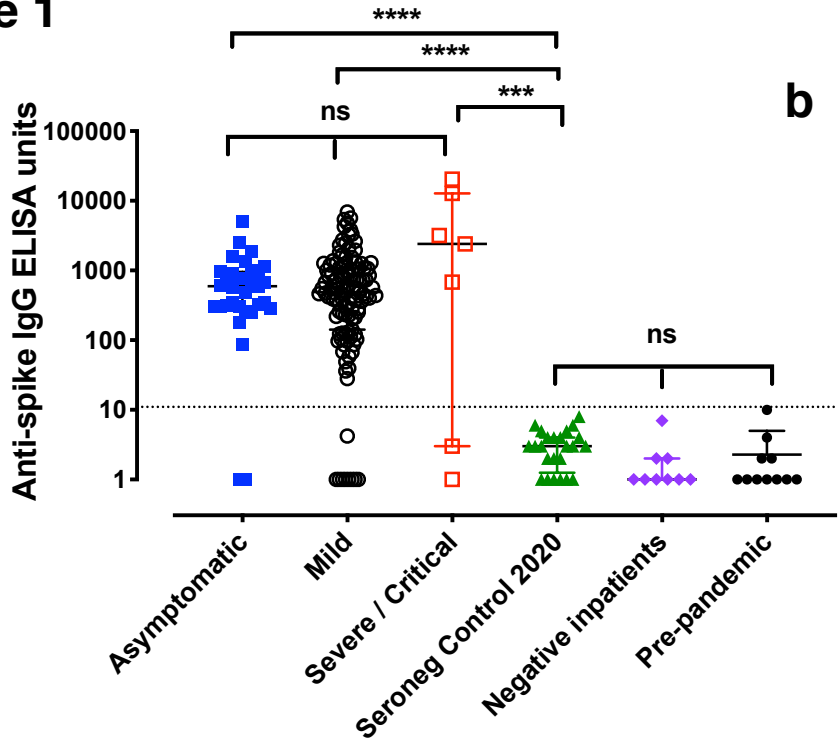 e 1
****
****
***
b
ns
Anti-spike IgG ELISA units
100000
10000
1000
100
10
1
ns
Asymptomatic
Mild
Severe / Critical
Seroneg Control 2020
Negative inpatients
Pre-pandemic